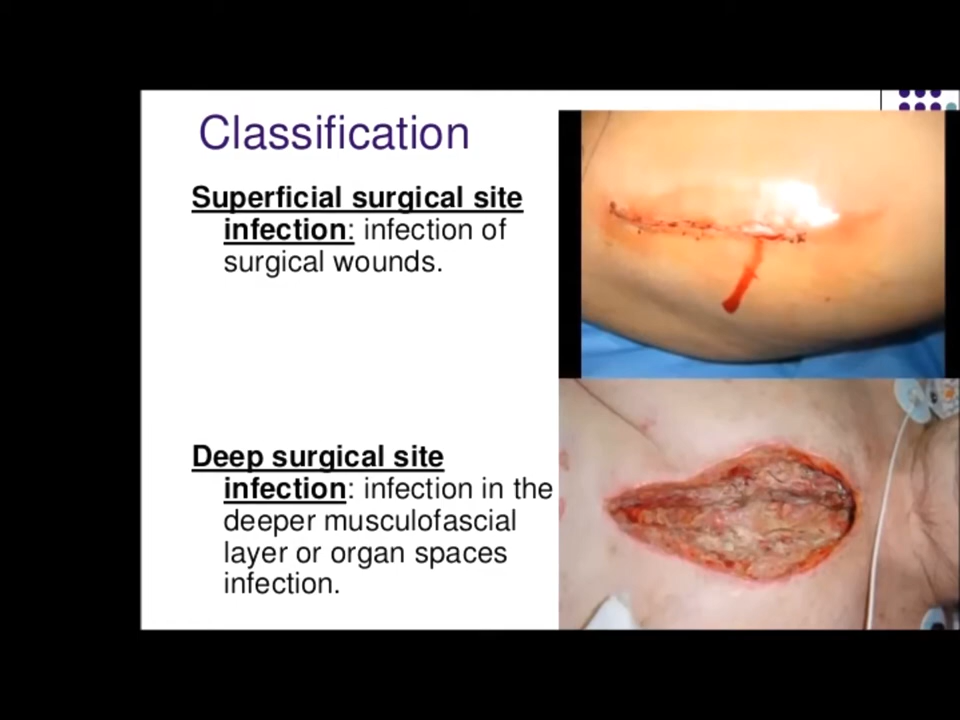 Classification
Superficial surgical site
infection: infection of
surgical wounds.
Deep surgical site
infection: infection in the
deeper musculofascial
layer or organ spaces
infection.